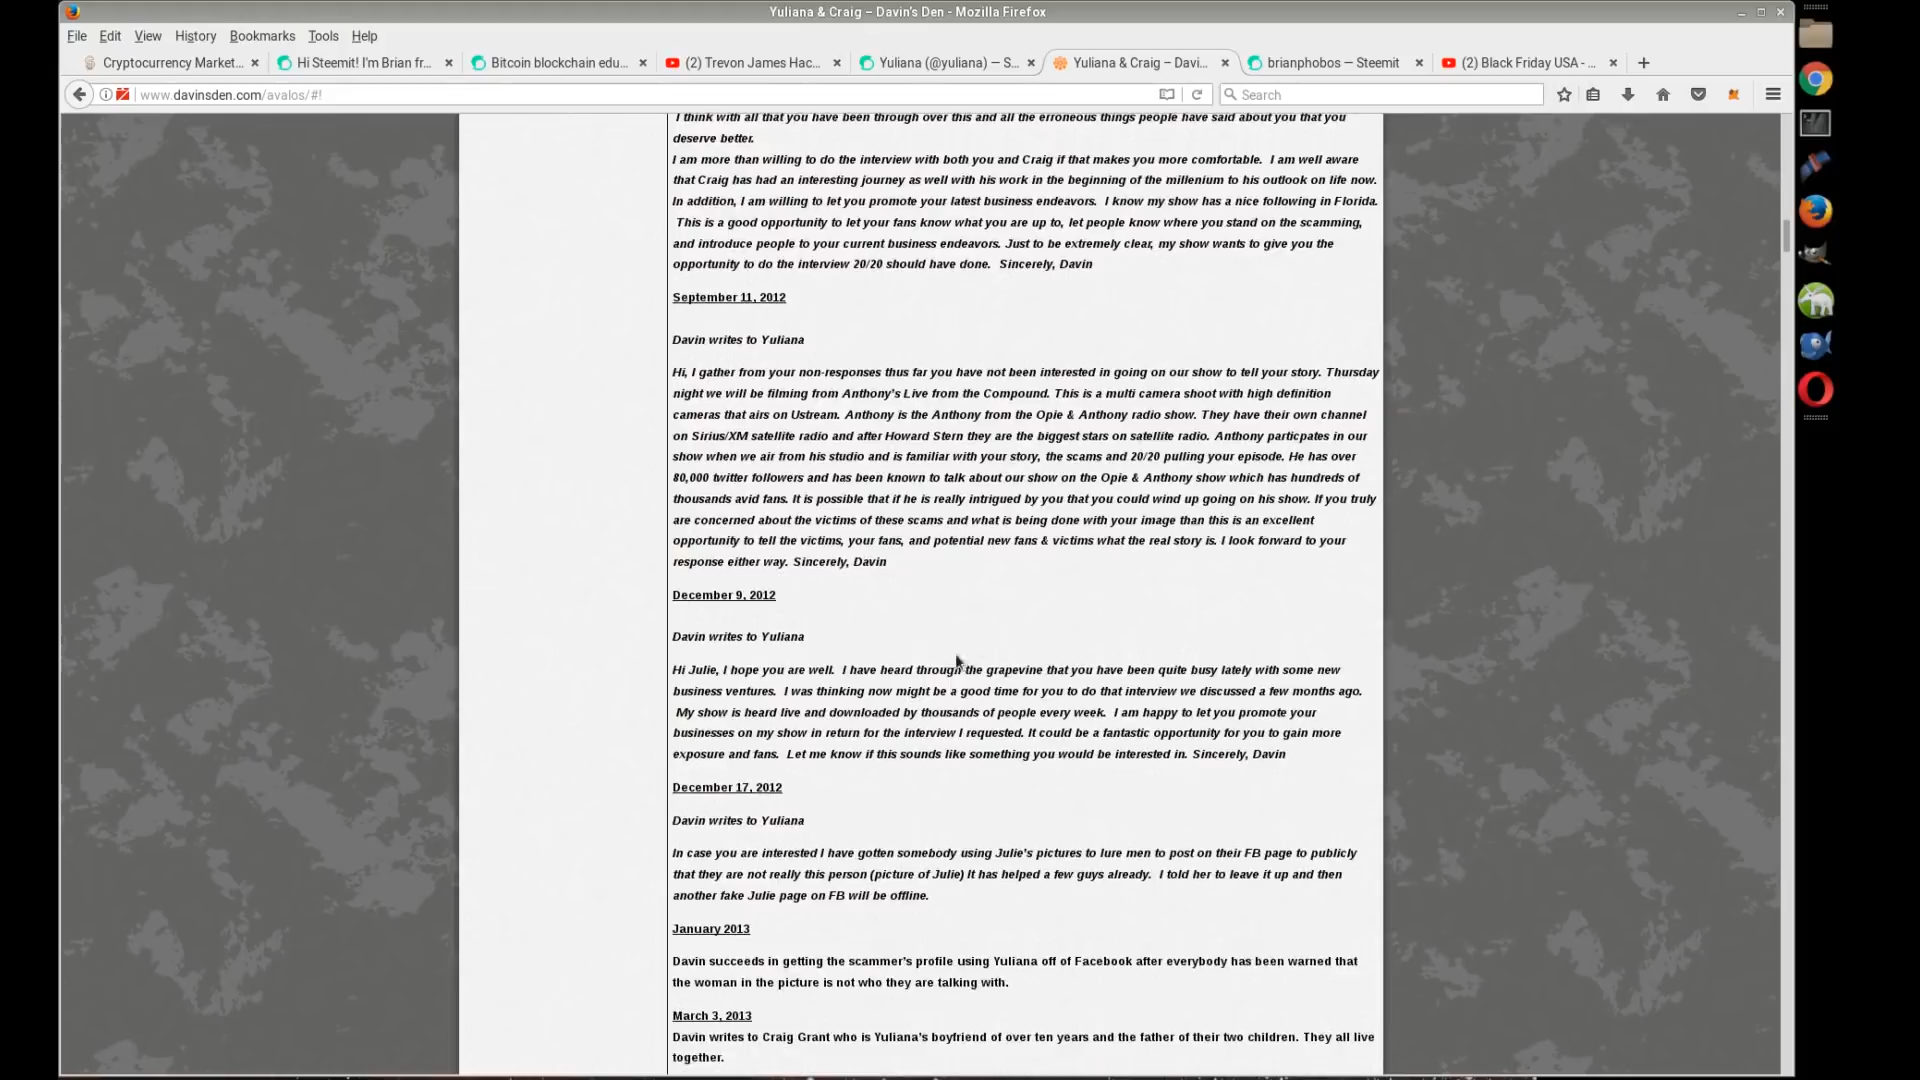 Yuliana & Craig – Davin's Den - Mozilla Firefox
File Edit View History Bookmarks Tools Help
Cryptocurrency Market... Hi Steemit! I'm Brian fr... Bitcoin blockchain edu... (2) Trevon James Hac... Yuliana (@yuliana) — S... Yuliana & Craig – Davi... brianphobos — Steemit (2) Black Friday USA - ...
www.davinsden.com/avalos/#! Search
I think with all that you have been through over this and all the erroneous things people have said about you that you
deserve better.
I am more than willing to do the interview with both you and Craig if that makes you more comfortable. I am well aware
that Craig has had an interesting journey as well with his work in the beginning of the millenium to his outlook on life now.
In addition, I am willing to let you promote your latest business endeavors. I know my show has a nice following in Florida.
This is a good opportunity to let your fans know what you are up to, let people know where you stand on the scamming,
and introduce people to your current business endeavors. Just to be extremely clear, my show wants to give you the
opportunity to do the interview 20/20 should have done. Sincerely, Davin
September 11, 2012
Davin writes to Yuliana
Hi, I gather from your non-responses thus far you have not been interested in going on our show to tell your story. Thursday
night we will be filming from Anthony's Live from the Compound. This is a multi camera shoot with high definition
cameras that airs on Ustream. Anthony is the Anthony from the Opie & Anthony radio show. They have their own channel
on Sirius/XM satellite radio and after Howard Stern they are the biggest stars on satellite radio. Anthony particpates in our
show when we air from his studio and is familiar with your story, the scams and 20/20 pulling your episode. He has over
80,000 twitter followers and has been known to talk about our show on the Opie & Anthony show which has hundreds of
thousands avid fans. It is possible that if he is really intrigued by you that you could wind up going on his show. If you truly
are concerned about the victims of these scams and what is being done with your image than this is an excellent
opportunity to tell the victims, your fans, and potential new fans & victims what the real story is. I look forward to your
response either way. Sincerely, Davin
December 9, 2012
Davin writes to Yuliana
Hi Julie, I hope you are well. I have heard through the grapevine that you have been quite busy lately with some new
business ventures. I was thinking now might be a good time for you to do that interview we discussed a few months ago.
My show is heard live and downloaded by thousands of people every week. I am happy to let you promote your
businesses on my show in return for the interview I requested. It could be a fantastic opportunity for you to gain more
exposure and fans. Let me know if this sounds like something you would be interested in. Sincerely, Davin
December 17, 2012
Davin writes to Yuliana
In case you are interested I have gotten somebody using Julie's pictures to lure men to post on their FB page to publicly
that they are not really this person (picture of Julie) It has helped a few guys already. I told her to leave it up and then
another fake Julie page on FB will be offline.
January 2013
Davin succeeds in getting the scammer's profile using Yuliana off of Facebook after everybody has been warned that
the woman in the picture is not who they are talking with.
March 3, 2013
Davin writes to Craig Grant who is Yuliana's boyfriend of over ten years and the father of their two children. They all live
together.